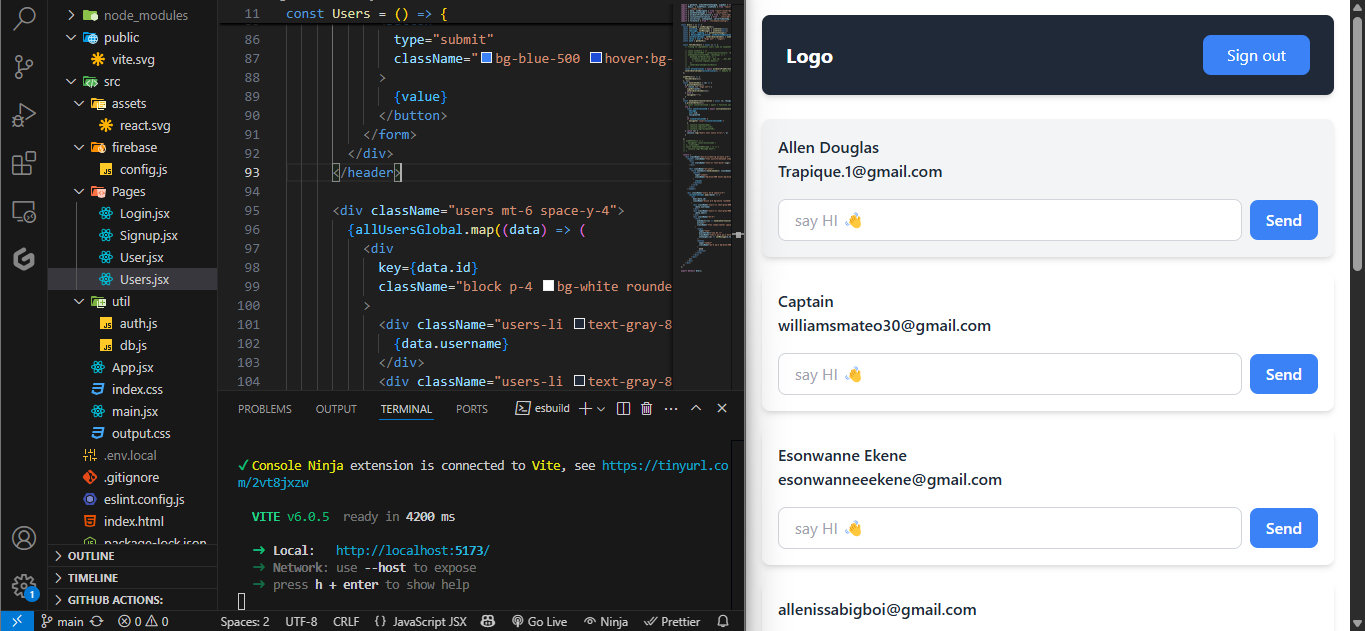 node_modules
public
vite.svg
src
assets
react.svg
firebase
config.js
Pages
Login.jsx
Signup.jsx
User.jsx
Users.jsx
util
auth.js
db.js
App.jsx
index.css
main.jsx
output.css
.env.local
.gitignore
eslint.config.js
index.html
package-lock.json
OUTLINE
TIMELINE
GITHUB ACTIONS:
1
11 const Users = () => {
86 type="submit"
87 className="bg-blue-500 hover:bg-
88 >
89 {value}
90 </button>
91 </form>
92 </div>
93 </header>
94
95 <div className="users mt-6 space-y-4">
96 {allUsersGlobal.map((data) => (
97 <div
98 key={data.id}
99 className="block p-4 bg-white rounde
100 >
101 <div className="users-li text-gray-8
102 {data.username}
103 </div>
104 <div className="users-li text-gray-8
PROBLEMS OUTPUT TERMINAL PORTS esbuild
✓ Console Ninja extension is connected to Vite, see https://tinyurl.co
m/2vt8jxzw
VITE v6.0.5 ready in 4200 ms
➜ Local: http://localhost:5173/
➜ Network: use --host to expose
➜ press h + enter to show help
main 0 0 Spaces: 2 UTF-8 CRLF {} JavaScript JSX Go Live Ninja Prettier
Logo
Sign out
Allen Douglas
Trapique.1@gmail.com
say HI 👋
Send
Captain
williamsmateo30@gmail.com
say HI 👋
Send
Esonwanne Ekene
esonwanneeekene@gmail.com
say HI 👋
Send
allenissabigboi@gmail.com